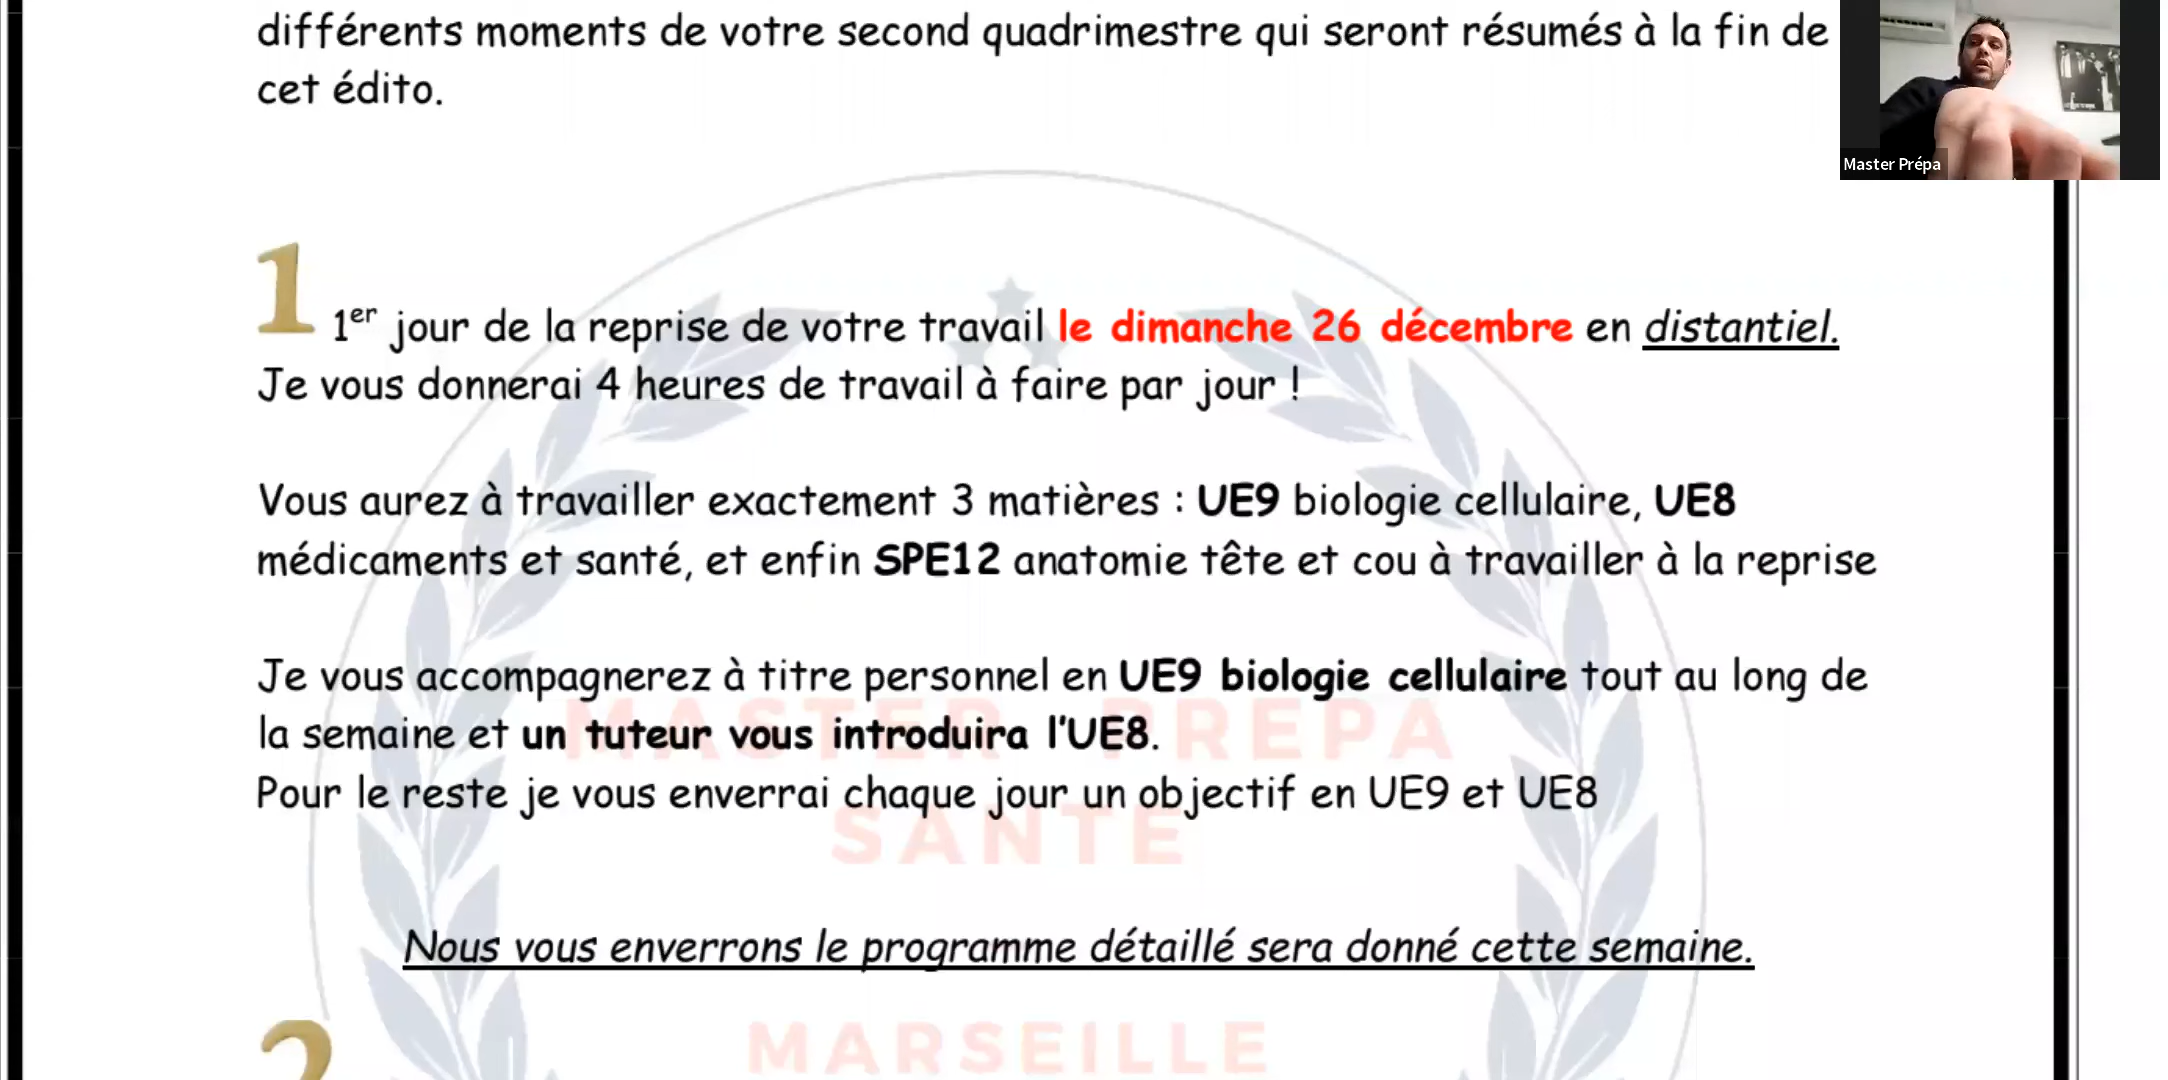 différents moments de votre second quadrimestre qui seront résumés à la fin de
cet édito.
Master Prépa
1
1er jour de la reprise de votre travail le dimanche 26 décembre en distantiel.
Je vous donnerai 4 heures de travail à faire par jour !
Vous aurez à travailler exactement 3 matières : UE9 biologie cellulaire, UE8
médicaments et santé, et enfin SPE12 anatomie tête et cou à travailler à la reprise
Je vous accompagnerez à titre personnel en UE9 biologie cellulaire tout au long de
la semaine et un tuteur vous introduira l'UE8.
Pour le reste je vous enverrai chaque jour un objectif en UE9 et UE8
MASTER PREPA
SANTE
Nous vous enverrons le programme détaillé sera donné cette semaine.
2
MARSEILLE